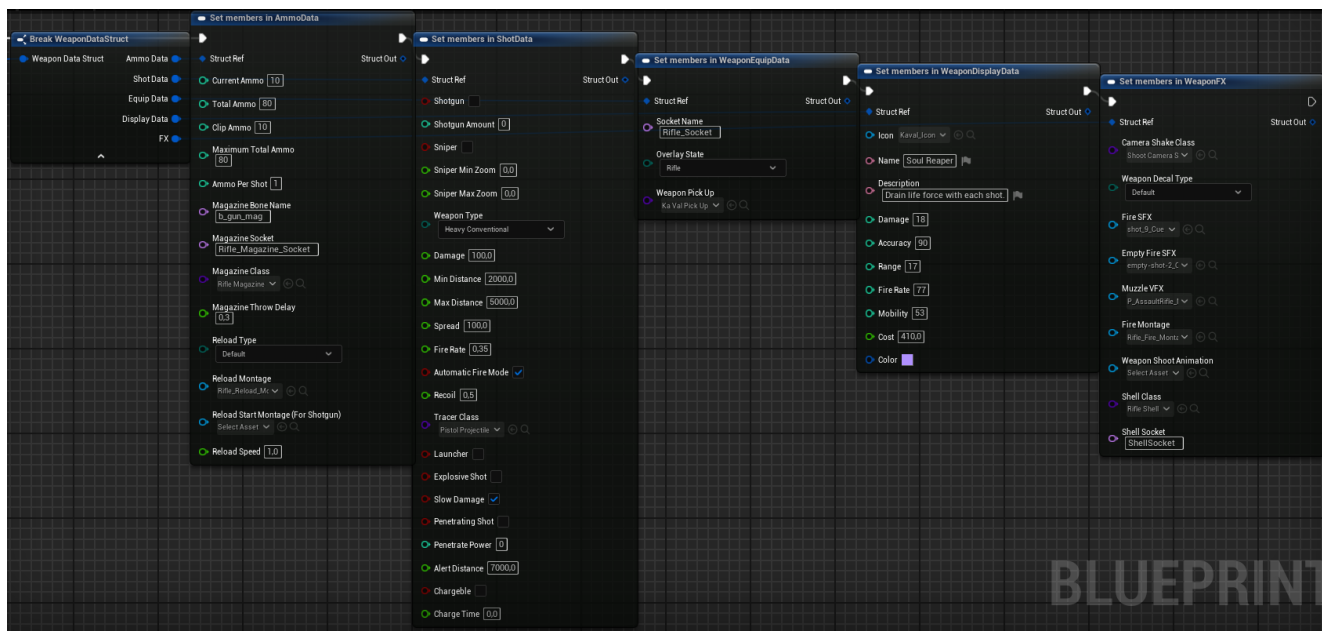 Break WeaponDataStruct
Weapon Data Struct
Ammo Data
Shot Data
Equip Data
Display Data
FX
Set members in AmmoData
Struct Ref
Struct Out
Current Ammo 10
Total Ammo 80
Clip Ammo 10
Maximum Total Ammo
80
Ammo Per Shot 1
Magazine Bone Name
b_gun_mag
Magazine Socket
Rifle_Magazine_Socket
Magazine Class
Rifle Magazine
Magazine Throw Delay
0,3
Reload Type
Default
Reload Montage
Rifle_Reload_Mc
Reload Start Montage (For Shotgun)
Select Asset
Reload Speed 1,0
Set members in ShotData
Struct Ref
Struct Out
Shotgun
Shotgun Amount 0
Sniper
Sniper Min Zoom 0,0
Sniper Max Zoom 0,0
Weapon Type
Heavy Conventional
Damage 100,0
Min Distance 2000,0
Max Distance 5000,0
Spread 100,0
Fire Rate 0,35
Automatic Fire Mode
Recoil 0,5
Tracer Class
Pistol Projectile
Launcher
Explosive Shot
Slow Damage
Penetrating Shot
Penetrate Power 0
Alert Distance 7000,0
Chargeble
Charge Time 0,0
Set members in WeaponEquipData
Struct Ref
Struct Out
Socket Name
Rifle_Socket
Overlay State
Rifle
Weapon Pick Up
Ka Val Pick Up
Set members in WeaponDisplayData
Struct Ref
Struct Out
Icon Kaval_Icon
Name Soul Reaper
Description
Drain life force with each shot.
Damage 18
Accuracy 90
Range 17
Fire Rate 77
Mobility 53
Cost 410,0
Color
Set members in WeaponFX
Struct Ref
Struct Out
Camera Shake Class
Shoot Camera S
Weapon Decal Type
Default
Fire SFX
shot_9_Cue
Empty Fire SFX
empty-shot-2_C
Muzzle VFX
P_AssaultRifle_
Fire Montage
Rifle_Fire_Monta
Weapon Shoot Animation
Select Asset
Shell Class
Rifle Shell
Shell Socket
ShellSocket
BLUEPRINT